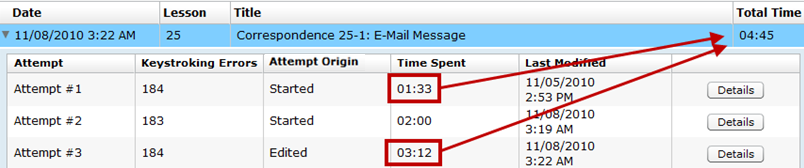 Date Lesson Title Total Time
11/08/2010 3:22 AM 25 Correspondence 25-1: E-Mail Message 04:45
Attempt Keystroking Errors Attempt Origin Time Spent Last Modified
Attempt #1 184 Started 01:33 11/05/2010 2:53 PM Details
Attempt #2 183 Started 02:00 11/08/2010 3:19 AM Details
Attempt #3 184 Edited 03:12 11/08/2010 3:22 AM Details